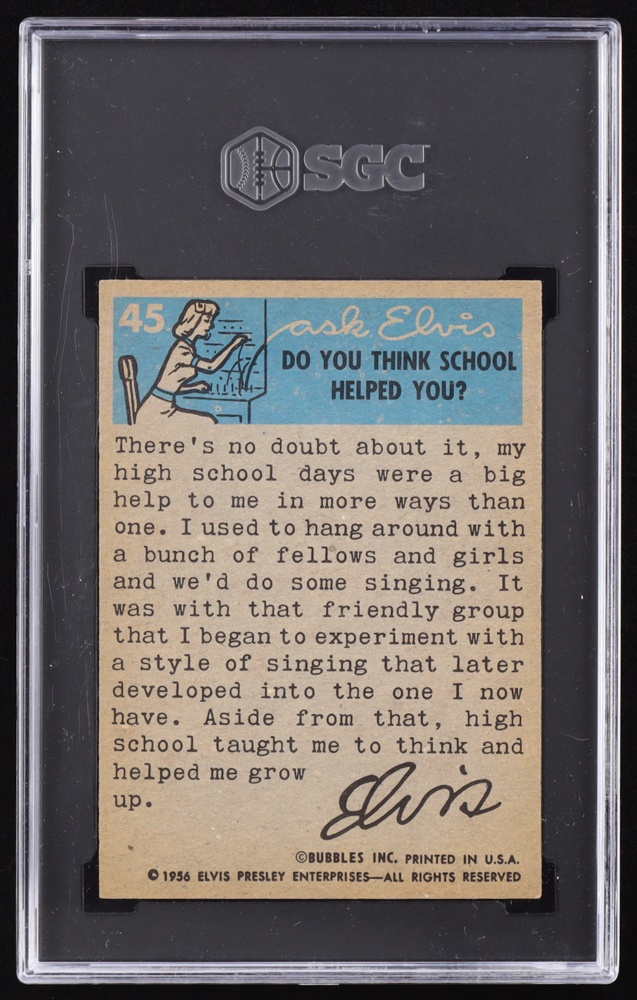 SGC
45
ask Elvis
DO YOU THINK SCHOOL
HELPED YOU?
There's no doubt about it, my
high school days were a big
help to me in more ways than
one. I used to hang around with
a bunch of fellows and girls
and we'd do some singing. It
was with that friendly group
that I began to experiment with
a style of singing that later
developed into the one I now
have. Aside from that, high
school taught me to think and
helped me grow
up.
Elvis
©BUBBLES INC. PRINTED IN U.S.A.
© 1956 ELVIS PRESLEY ENTERPRISES—ALL RIGHTS RESERVED